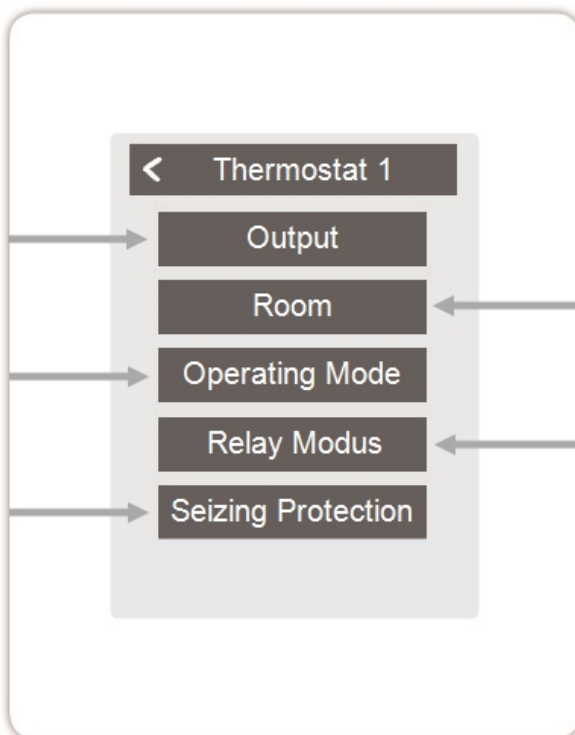 < Thermostat 1
Output
Room
Operating Mode
Relay Modus
Seizing Protection